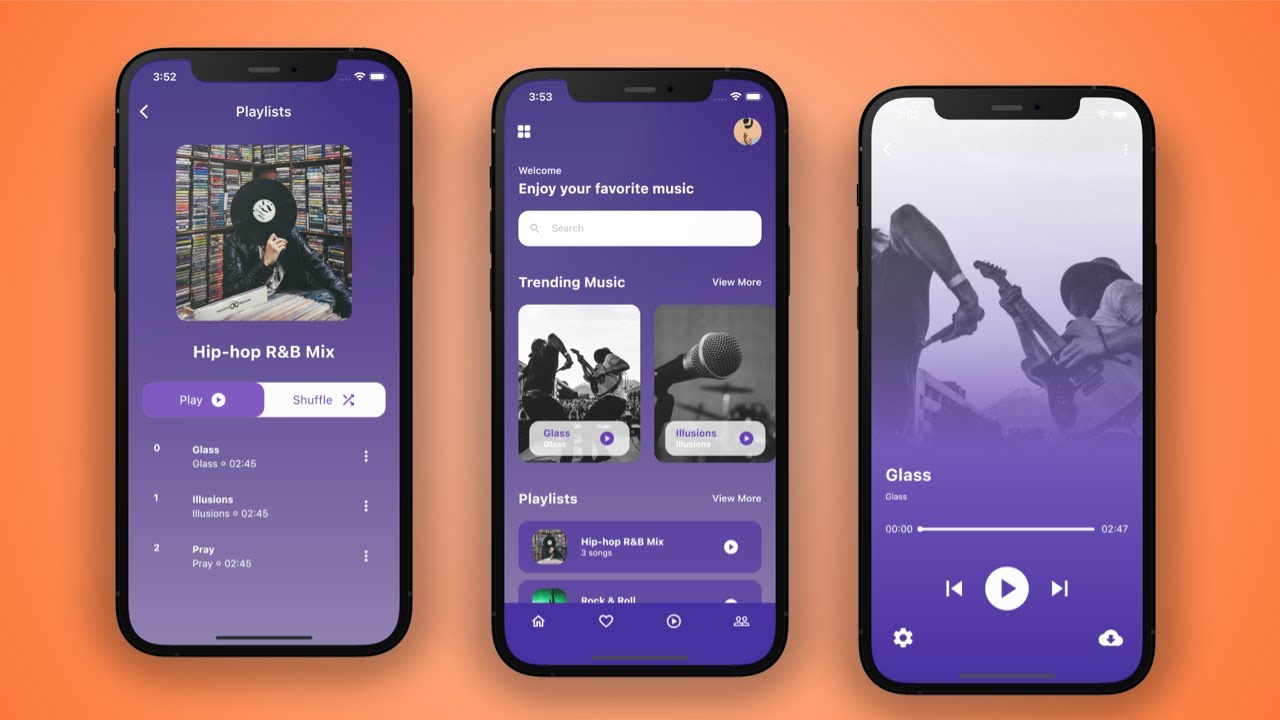 3:52
Playlists
Hip-hop R&B Mix
Play
Shuffle
0
Glass
Glass ⚬ 02:45
1
Illusions
Illusions ⚬ 02:45
2
Pray
Pray ⚬ 02:45
3:53
Welcome
Enjoy your favorite music
Search
Trending Music
View More
Glass
Glass
Illusions
Illusions
Playlists
View More
Hip-hop R&B Mix
3 songs
Rock & Roll
3:52
Glass
Glass
00:00
02:47